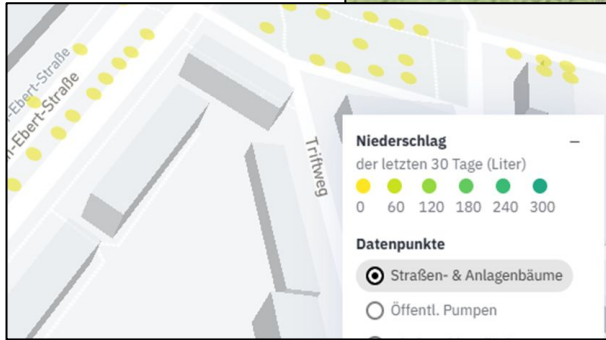 n-Ebert-Straße
n-Ebert-Straße
Triftweg
Niederschlag
der letzten 30 Tage (Liter)
0 60 120 180 240 300
Datenpunkte
Straßen- & Anlagenbäume
Öffentl. Pumpen